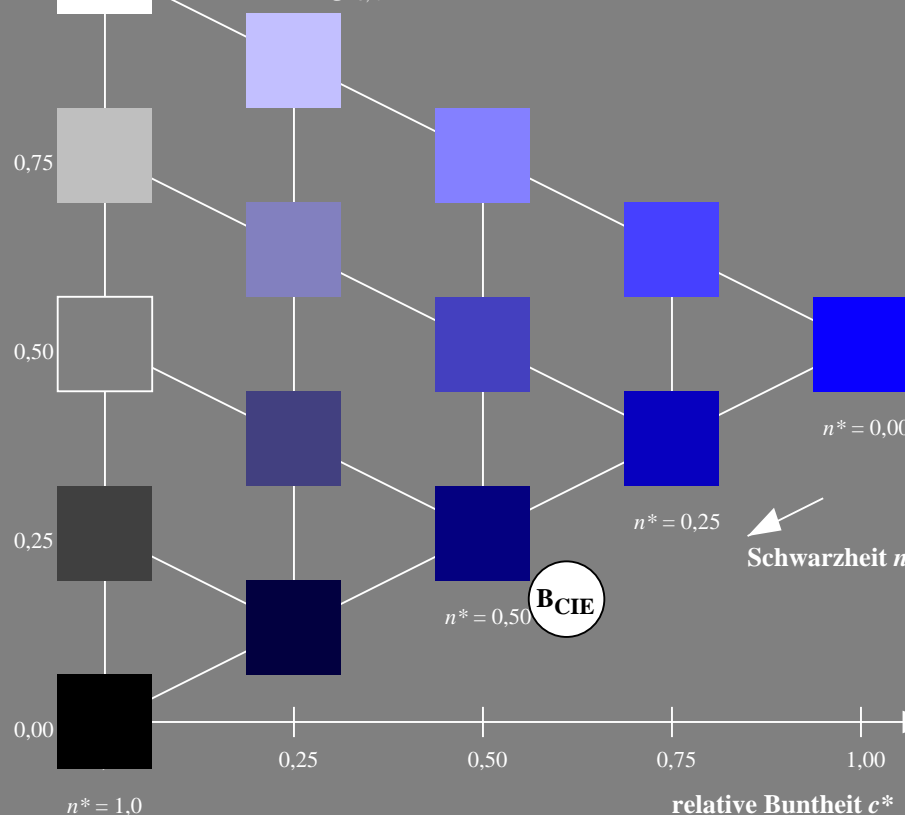 0,75
0,50
n* = 0,00
n* = 0,25
0,25
Schwarzheit n
BCIE
n* = 0,50
0,00
0,25
0,50
0,75
1,00
n* = 1,0
relative Buntheit c*